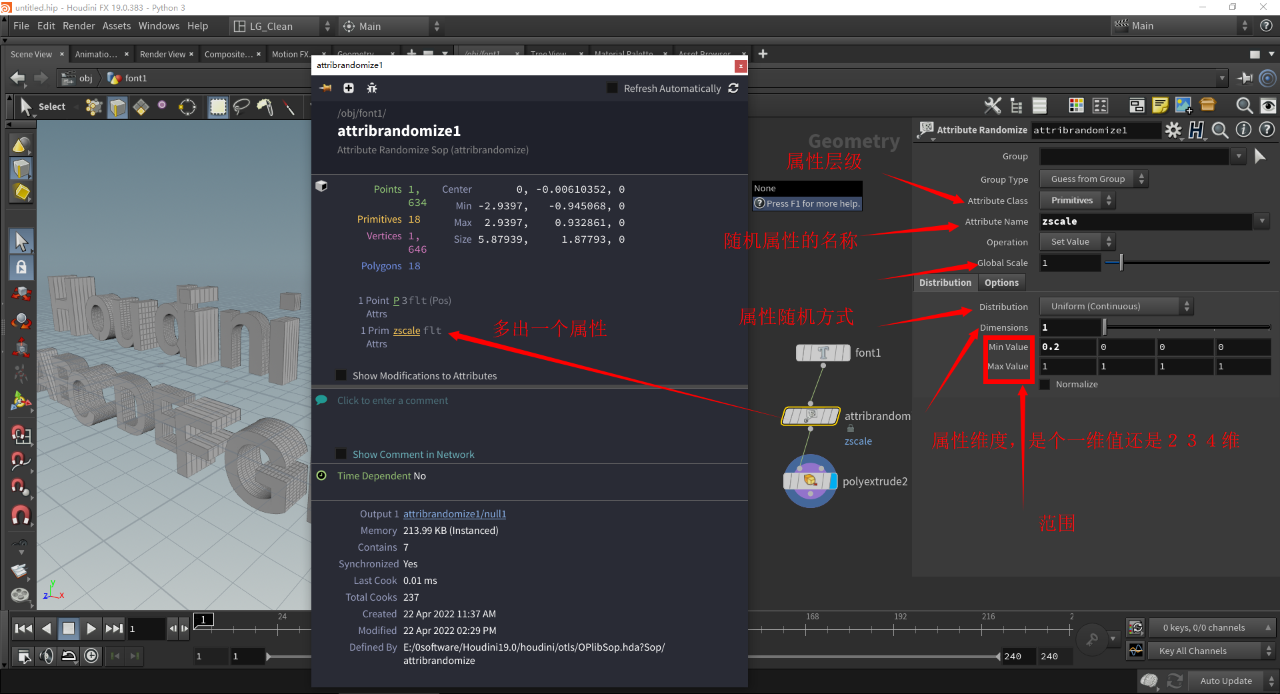 untitled.hip - Houdini FX 19.0.383 - Python 3
File Edit Render Assets Windows Help LG_Clean Main Main
Scene View Animatio... Render View Composite... Motion FX Geometry /obj/font1 Tree View Material Palette Asset Browser
obj font1
Select
attribrandomize1
Refresh Automatically
/obj/font1/
attribrandomize1
Attribute Randomize Sop (attribrandomize)
Points 1,634
Primitives 18
Vertices 1,646
Polygons 18
Center 0, -0.00610352, 0
Min -2.9397, -0.945068, 0
Max 2.9397, 0.932861, 0
Size 5.87939, 1.87793, 0
1 Point Attrs P 3flt (Pos)
1 Prim Attrs zscale flt
多出一个属性
Show Modifications to Attributes
Click to enter a comment
Show Comment in Network
Time Dependent No
Output 1 attribrandomize1/null1
Memory 213.99 KB (Instanced)
Contains 7
Synchronized Yes
Last Cook 0.01 ms
Total Cooks 237
Created 22 Apr 2022 11:37 AM
Modified 22 Apr 2022 02:29 PM
Defined By E:/0software/Houdini19.0/houdini/otls/OPlibSop.hda?Sop/
attribrandomize
Geometry
None
Press F1 for more help.
属性层级
随机属性的名称
属性随机方式
font1
attribrandom
zscale
polyextrude2
Attribute Randomize attribrandomize1
Group
Group Type Guess from Group
Attribute Class Primitives
Attribute Name zscale
Operation Set Value
Global Scale 1
Distribution Options
Distribution Uniform (Continuous)
Dimensions 1
Min Value 0.2 0 0 0
Max Value 1 1 1 1
Normalize
属性维度，是个一维值还是２３４维
范围
Houdini
ABCDTFG
1 1 24 168 192 216 2
1 1 240 240
0 keys, 0/0 channels
Key All Channels
Auto Update